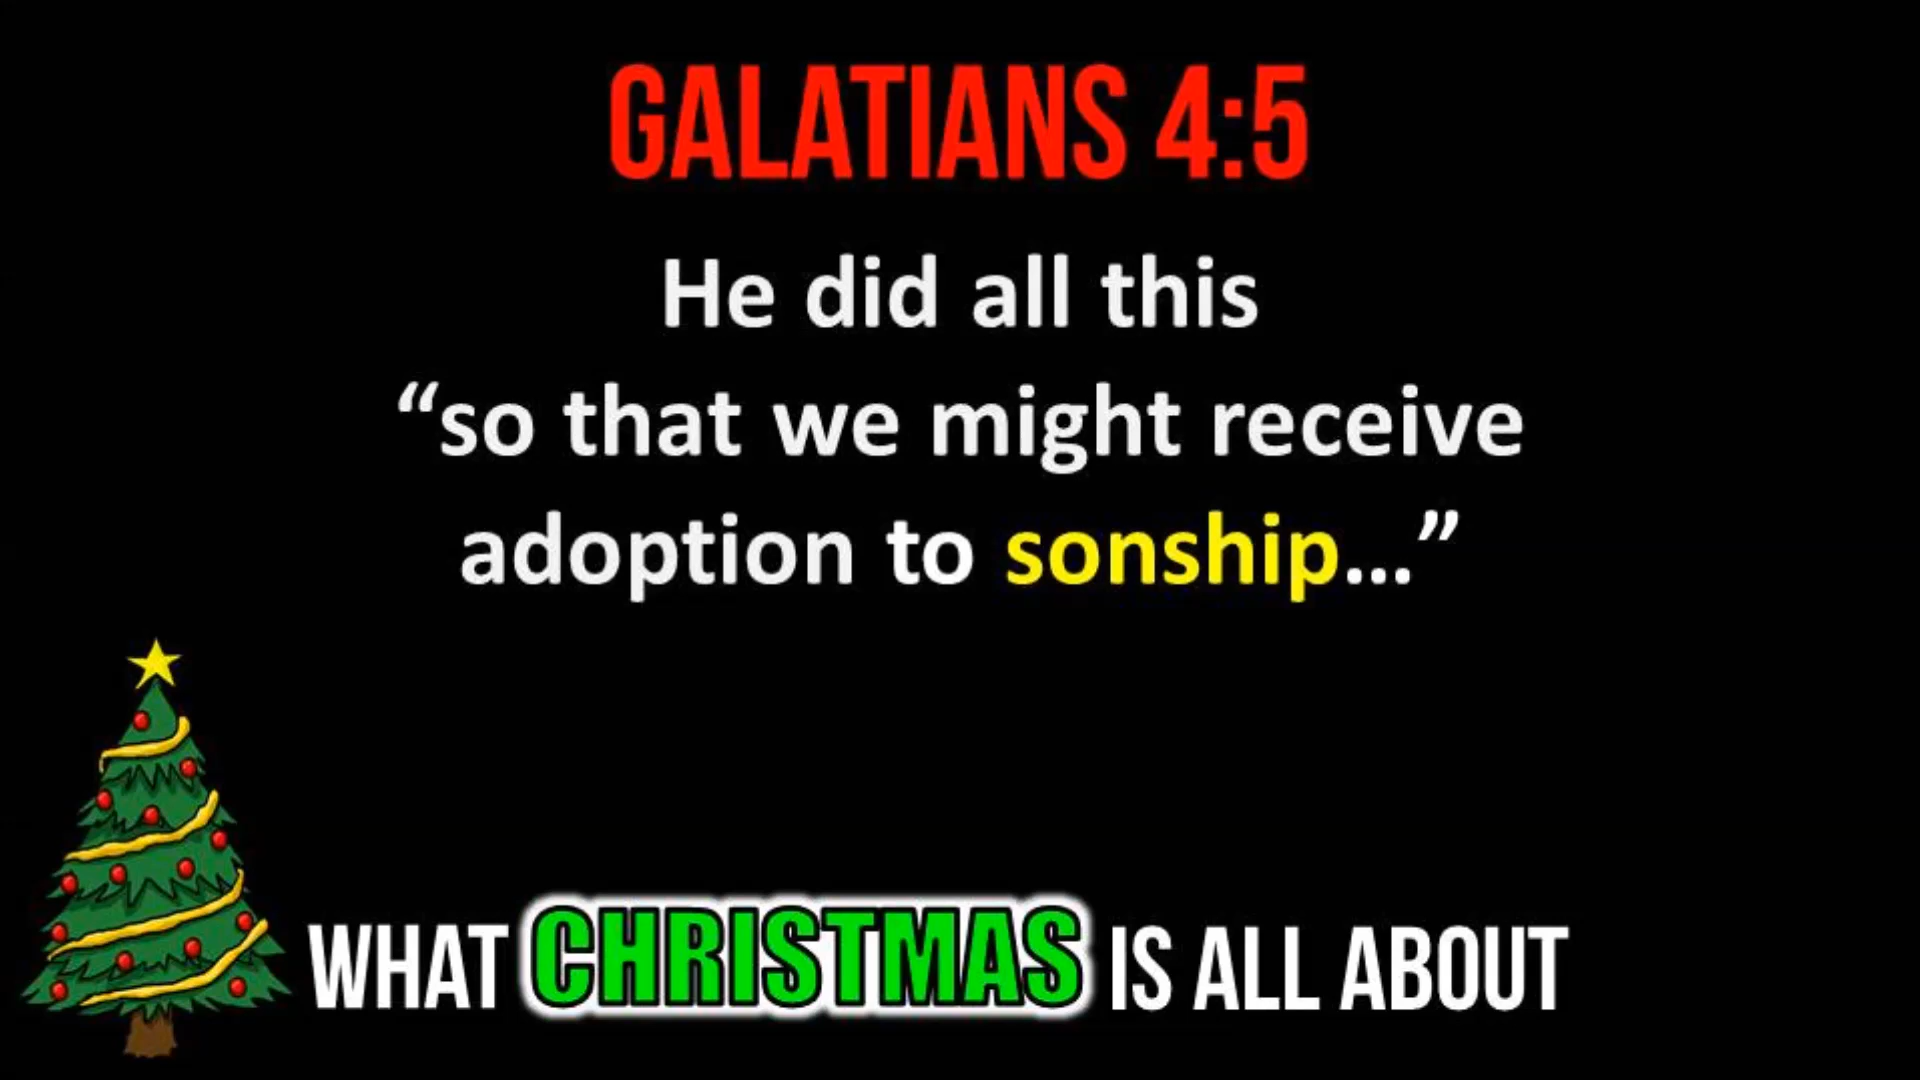 GALATIANS 4:5
He did all this
“so that we might receive
adoption to sonship...”
WHAT CHRISTMAS IS ALL ABOUT